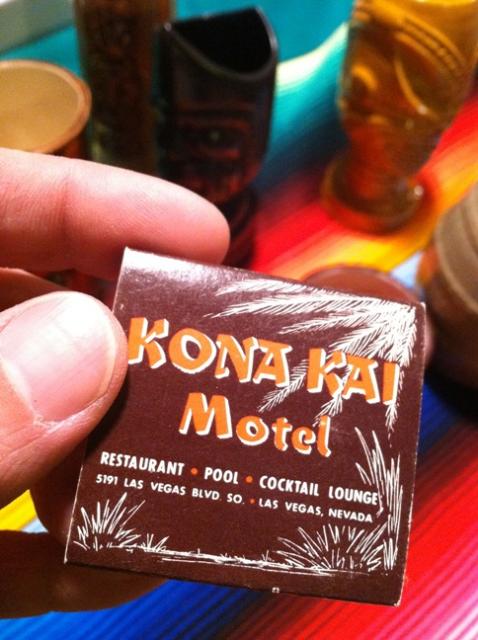 KONA KAI
Motel
RESTAURANT • POOL • COCKTAIL LOUNGE
5191 LAS VEGAS BLVD. SO. • LAS VEGAS, NEVADA